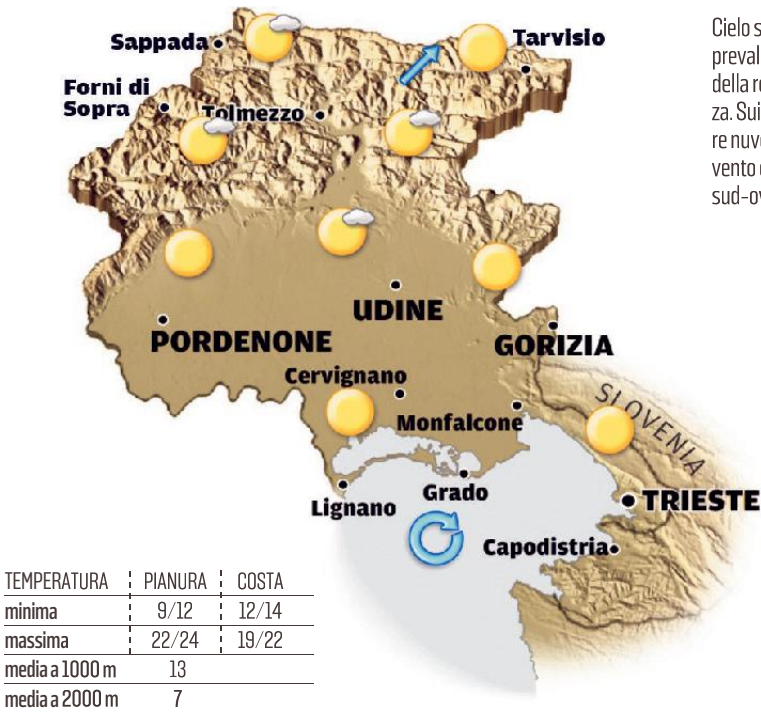 Sappada
Tarvisio
Forni di
Sopra
Tolmezzo
UDINE
PORDENONE
GORIZIA
Cervignano
Monfalcone
SLOVENIA
Lignano
Grado
TRIESTE
Capodistria
TEMPERATURA PIANURA COSTA
minima 9/12 12/14
massima 22/24 19/22
media a 1000 m 13
media a 2000 m 7
Cielo s
preval
della re
za. Sui
re nuvo
vento
sud-ov